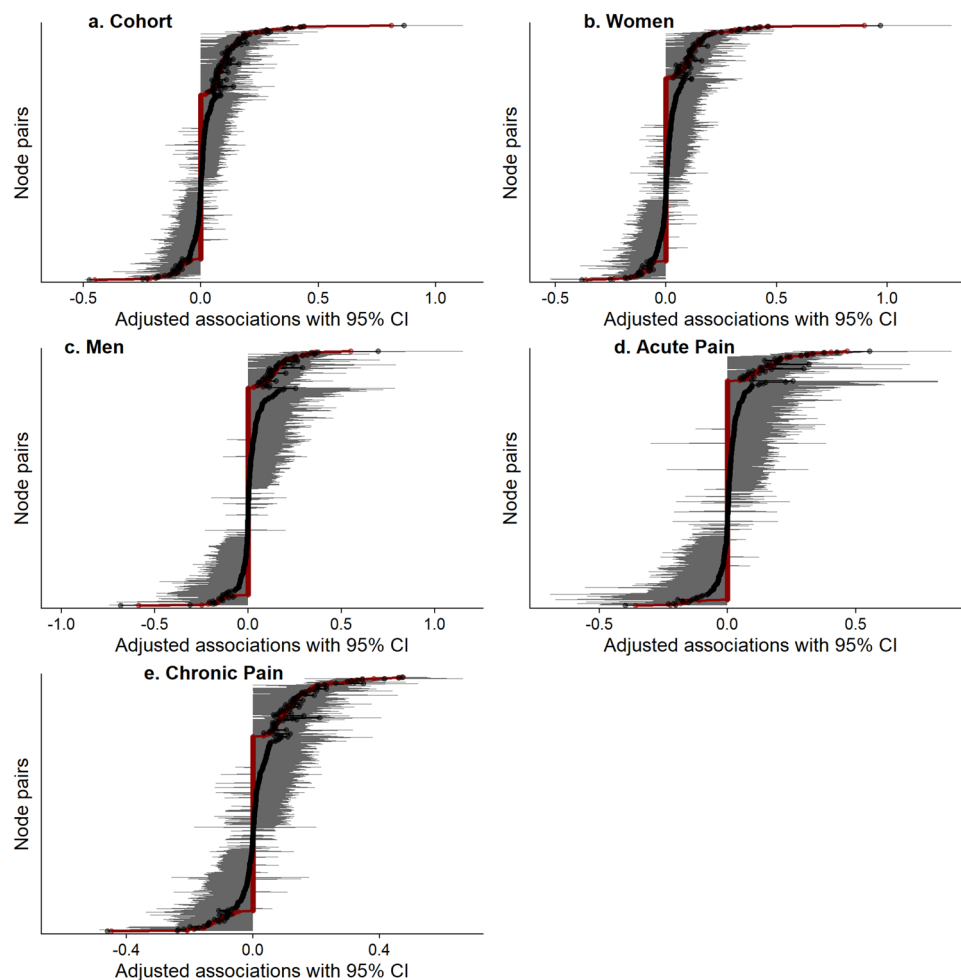 a. Cohort
Node pairs
-0.5 0.0 0.5 1.0
Adjusted associations with 95% CI
b. Women
Node pairs
-0.5 0.0 0.5 1.0
Adjusted associations with 95% CI
c. Men
Node pairs
-1.0 -0.5 0.0 0.5 1.0
Adjusted associations with 95% CI
d. Acute Pain
Node pairs
-0.5 0.0 0.5
Adjusted associations with 95% CI
e. Chronic Pain
Node pairs
-0.4 0.0 0.4
Adjusted associations with 95% CI